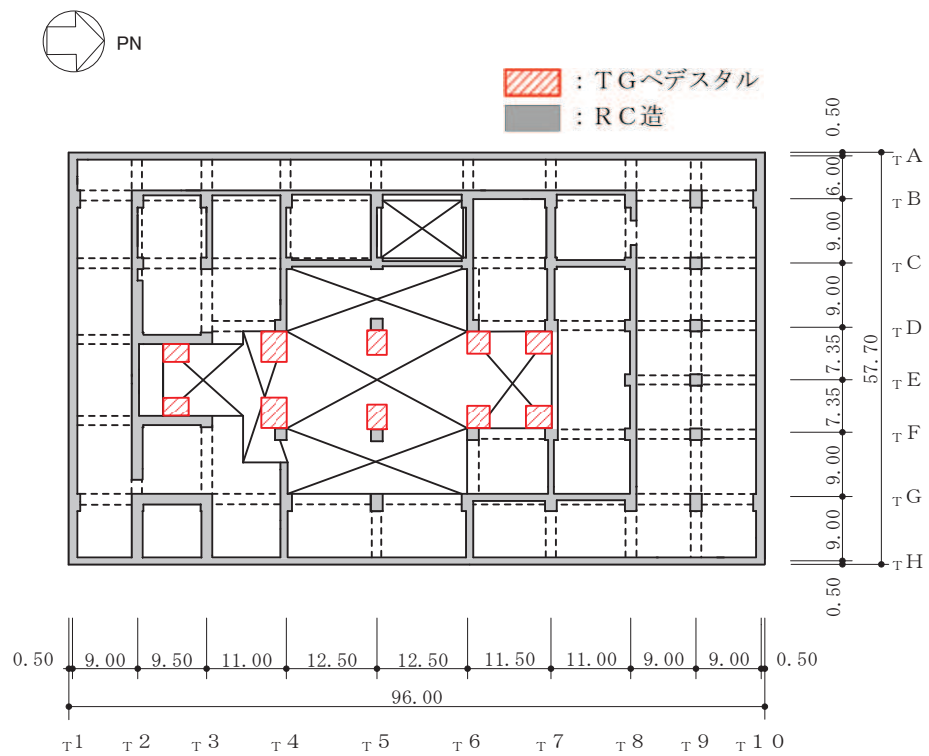 PN
：ＴＧペデスタル
：ＲＣ造
0.50
6.00
9.00
9.00
7.35
7.35
9.00
9.00
0.50
57.70
TA
TB
TC
TD
TE
TF
TG
TH
0.50 9.00 9.50 11.00 12.50 12.50 11.50 11.00 9.00 9.00 0.50
96.00
T1 T2 T3 T4 T5 T6 T7 T8 T9 T10